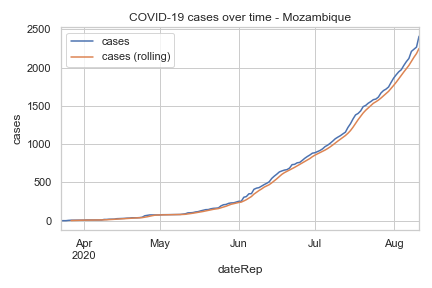 COVID-19 cases over time - Mozambique
cases
cases (rolling)
2500
2000
1500
1000
500
0
cases
Apr
2020
May
Jun
Jul
Aug
dateRep